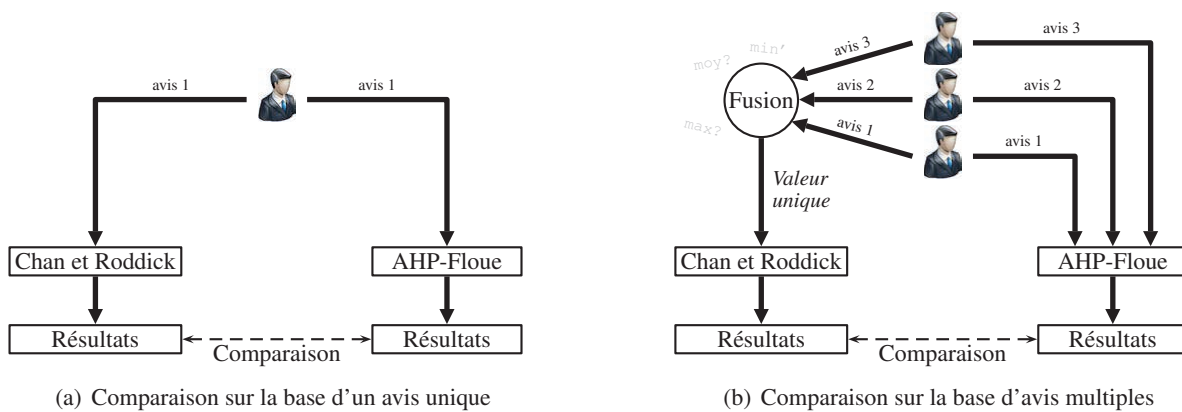 avis 1
avis 1
Chan et Roddick
AHP-Floue
Résultats
Résultats
Comparaison
(a) Comparaison sur la base d'un avis unique
moy?
min'
max?
Fusion
avis 3
avis 2
avis 1
avis 3
avis 2
avis 1
Valeur
unique
Chan et Roddick
AHP-Floue
Résultats
Résultats
Comparaison
(b) Comparaison sur la base d'avis multiples